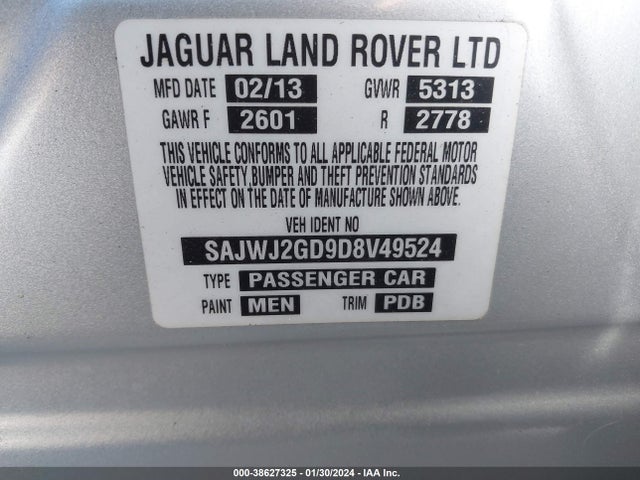 JAGUAR LAND ROVER LTD
MFD DATE 02/13 GVWR 5313
GAWR F 2601 R 2778
THIS VEHICLE CONFORMS TO ALL APPLICABLE FEDERAL MOTOR
VEHICLE SAFETY, BUMPER AND THEFT PREVENTION STANDARDS
IN EFFECT ON THE DATE OF MANUFACTURE SHOWN ABOVE.
VEH IDENT NO
SAJWJ2GD9D8V49524
TYPE PASSENGER CAR
PAINT MEN TRIM PDB
000-38627325 - 01/30/2024 - IAA Inc.